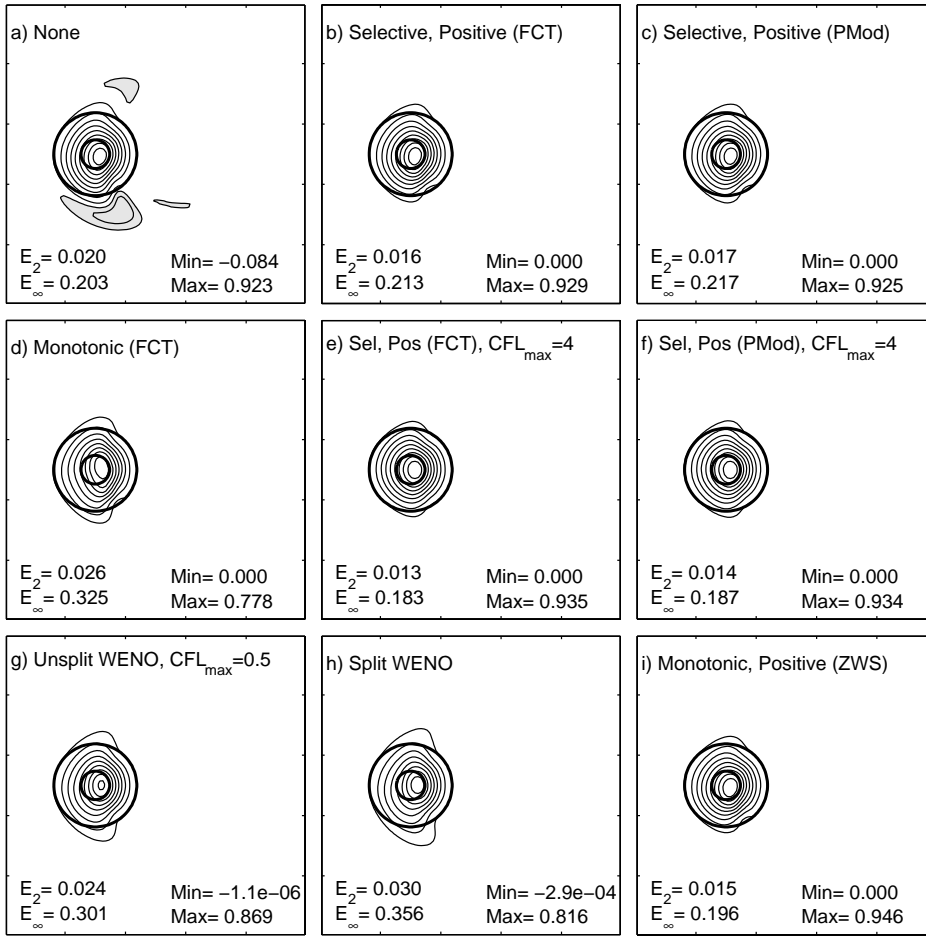 a) None
E2= 0.020 Min= −0.084
E∞= 0.203 Max= 0.923
b) Selective, Positive (FCT)
E2= 0.016 Min= 0.000
E∞= 0.213 Max= 0.929
c) Selective, Positive (PMod)
E2= 0.017 Min= 0.000
E∞= 0.217 Max= 0.925
d) Monotonic (FCT)
E2= 0.026 Min= 0.000
E∞= 0.325 Max= 0.778
e) Sel, Pos (FCT), CFLmax=4
E2= 0.013 Min= 0.000
E∞= 0.183 Max= 0.935
f) Sel, Pos (PMod), CFLmax=4
E2= 0.014 Min= 0.000
E∞= 0.187 Max= 0.934
g) Unsplit WENO, CFLmax=0.5
E2= 0.024 Min= −1.1e−06
E∞= 0.301 Max= 0.869
h) Split WENO
E2= 0.030 Min= −2.9e−04
E∞= 0.356 Max= 0.816
i) Monotonic, Positive (ZWS)
E2= 0.015 Min= 0.000
E∞= 0.196 Max= 0.946